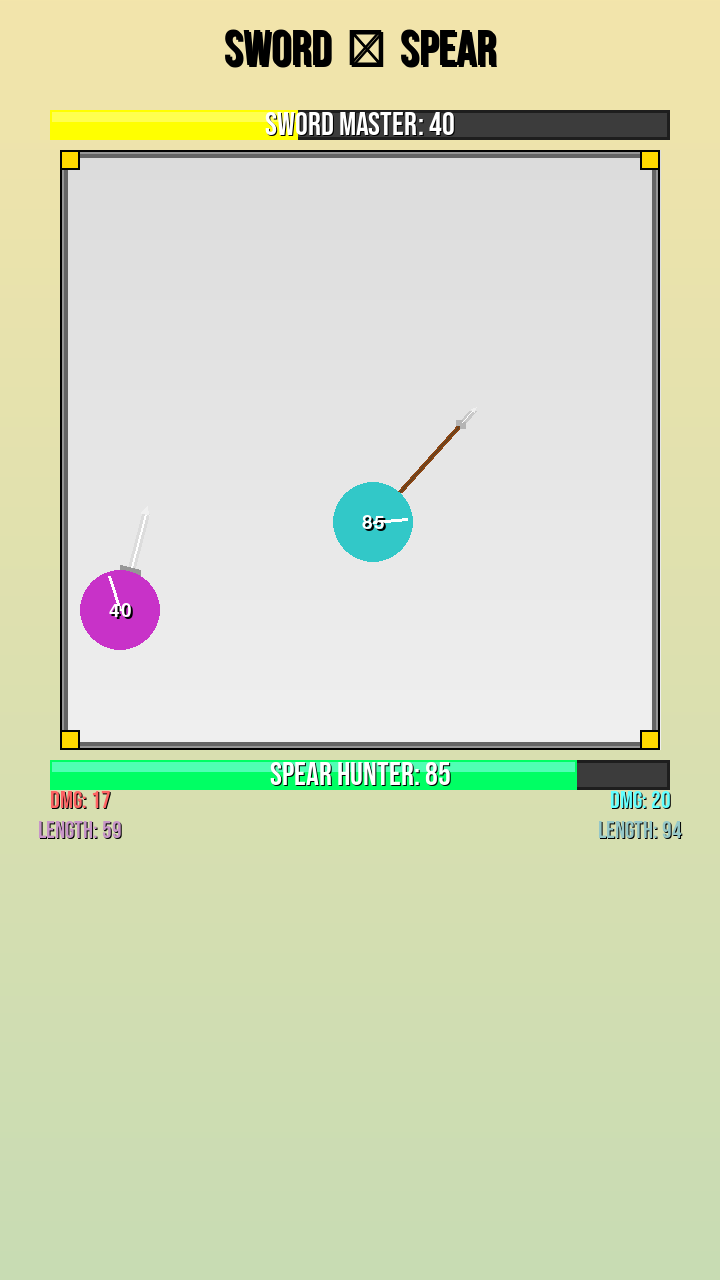 SWORD SPEAR
SWORD MASTER: 40
85
40
SPEAR HUNTER: 85
DMG: 17
DMG: 20
LENGTH: 59
LENGTH: 94